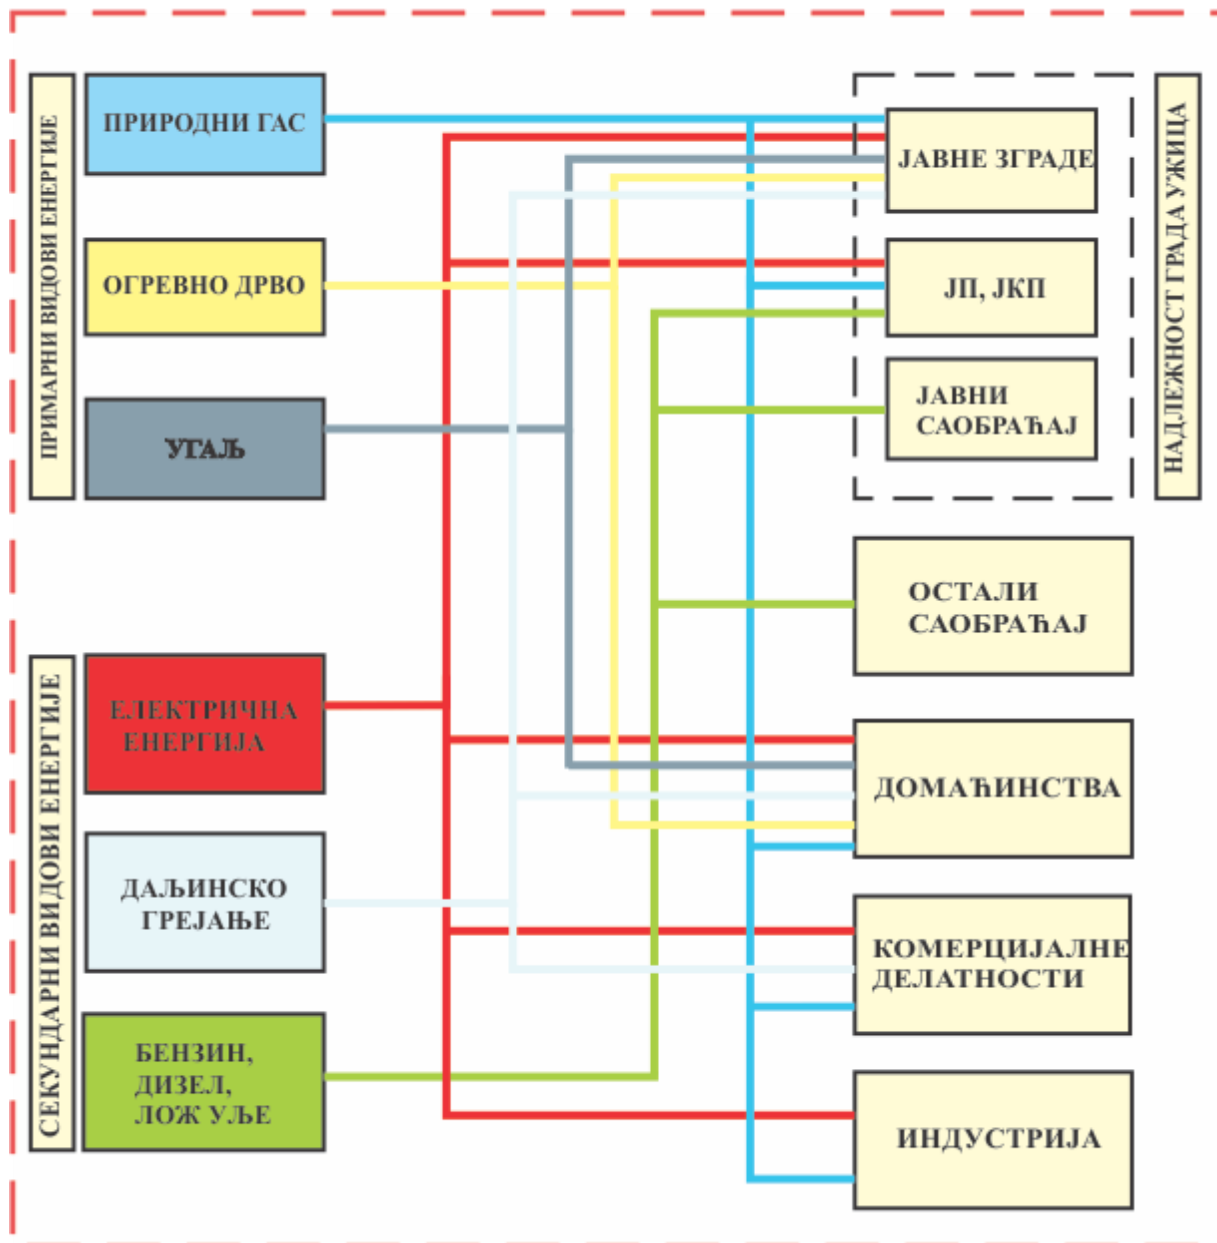 ПРИМАРНИ ВИДОВИ ЕНЕРГИЈЕ
ПРИРОДНИ ГАС
ОГРЕВНО ДРВО
УГАЉ
СЕКУНДАРНИ ВИДОВИ ЕНЕРГИЈЕ
ЕЛЕКТРИЧНА
ЕНЕРГИЈА
ДАЉИНСКО
ГРЕЈАЊЕ
БЕНЗИН,
ДИЗЕЛ,
ЛОЖ УЉЕ
ЈАВНЕ ЗГРАДЕ
ЈП, ЈКП
ЈАВНИ
САОБРАЋАЈ
НАДЛЕЖНОСТ ГРАДА УЖИЦА
ОСТАЛИ
САОБРАЋАЈ
ДОМАЋИНСТВА
КОМЕРЦИЈАЛНЕ
ДЕЛАТНОСТИ
ИНДУСТРИЈА